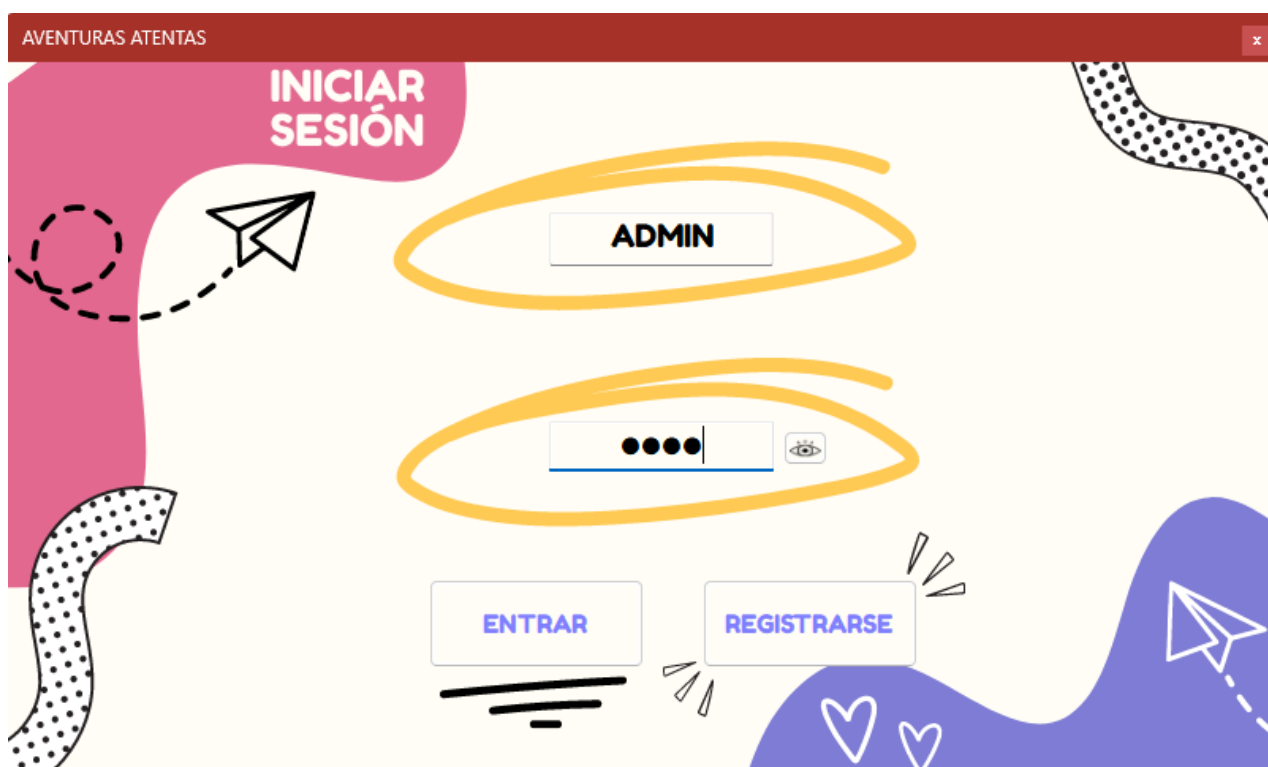 AVENTURAS ATENTAS
x
INICIAR
SESIÓN
ADMIN
●●●●
ENTRAR
REGISTRARSE